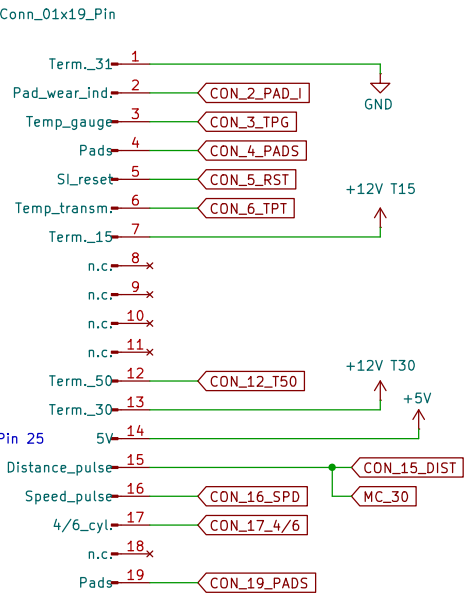 Conn_01x19_Pin
Term._31 1
GND
Pad_wear_ind. 2 CON_2_PAD_I
Temp_gauge 3 CON_3_TPG
Pads 4 CON_4_PADS
SI_reset 5 CON_5_RST
+12V T15
Temp_transm. 6 CON_6_TPT
Term._15 7
n.c. 8
n.c. 9
n.c. 10
n.c. 11
+12V T30
Term._50 12 CON_12_T50
+5V
Term._30 13
Pin 25 5V 14
Distance_pulse 15 CON_15_DIST
Speed_pulse 16 CON_16_SPD MC_30
4/6_cyl. 17 CON_17_4/6
n.c. 18
Pads 19 CON_19_PADS